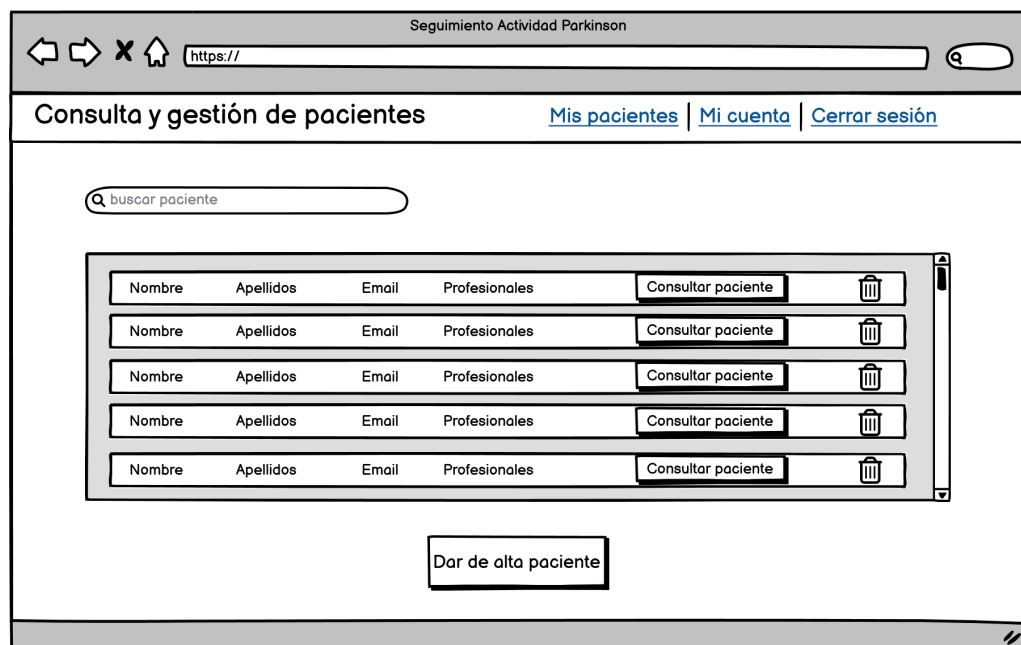 Seguimiento Actividad Parkinson
https://
Consulta y gestión de pacientes Mis pacientes Mi cuenta Cerrar sesión
buscar paciente
Nombre Apellidos Email Profesionales Consultar paciente
Nombre Apellidos Email Profesionales Consultar paciente
Nombre Apellidos Email Profesionales Consultar paciente
Nombre Apellidos Email Profesionales Consultar paciente
Nombre Apellidos Email Profesionales Consultar paciente
Dar de alta paciente